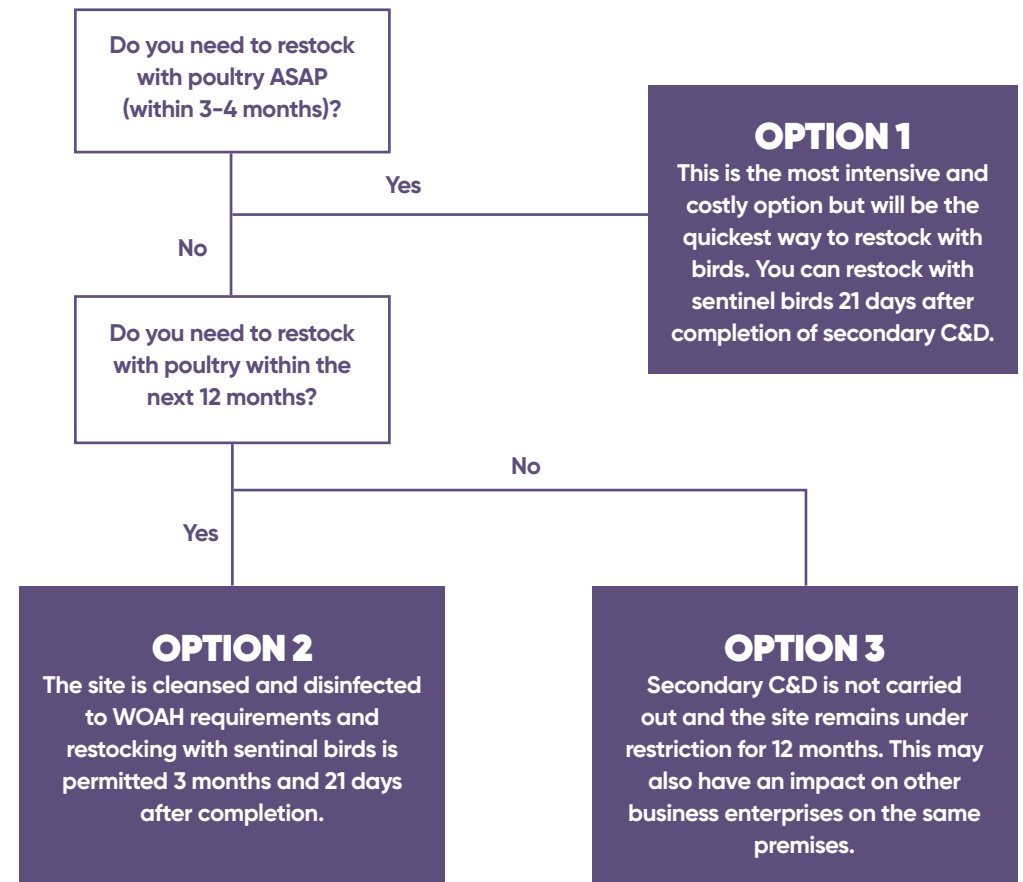 Do you need to restock
with poultry ASAP
(within 3-4 months)?
Yes
OPTION 1
This is the most intensive and
costly option but will be the
quickest way to restock with
birds. You can restock with
sentinel birds 21 days after
completion of secondary C&D.
No
Do you need to restock
with poultry within the
next 12 months?
No
Yes
OPTION 2
The site is cleansed and disinfected
to WOAH requirements and
restocking with sentinal birds is
permitted 3 months and 21 days
after completion.
OPTION 3
Secondary C&D is not carried
out and the site remains under
restriction for 12 months. This may
also have an impact on other
business enterprises on the same
premises.